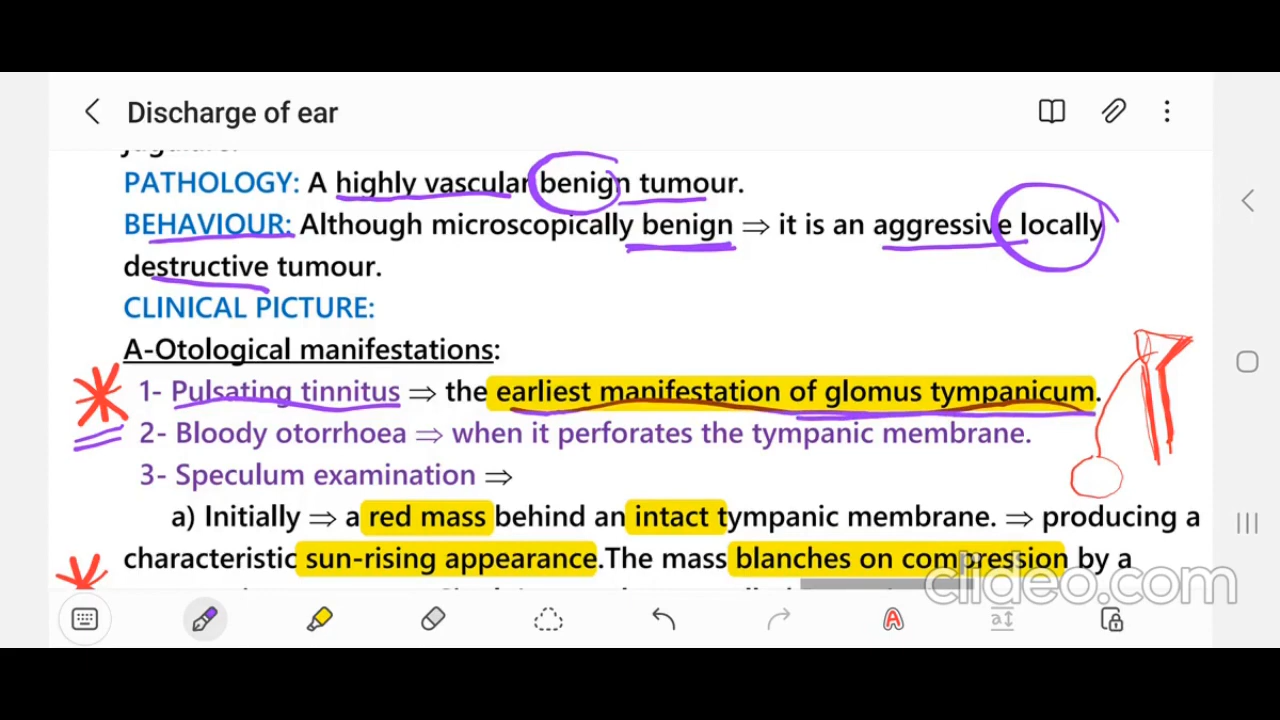 Discharge of ear
PATHOLOGY: A highly vascular benign tumour.
BEHAVIOUR: Although microscopically benign ⇒ it is an aggressive locally
destructive tumour.
CLINICAL PICTURE:
A-Otological manifestations:
1- Pulsating tinnitus ⇒ the earliest manifestation of glomus tympanicum.
2- Bloody otorrhoea ⇒ when it perforates the tympanic membrane.
3- Speculum examination ⇒
a) Initially ⇒ a red mass behind an intact tympanic membrane. ⇒ producing a
characteristic sun-rising appearance.The mass blanches on compression by a
clideo.com